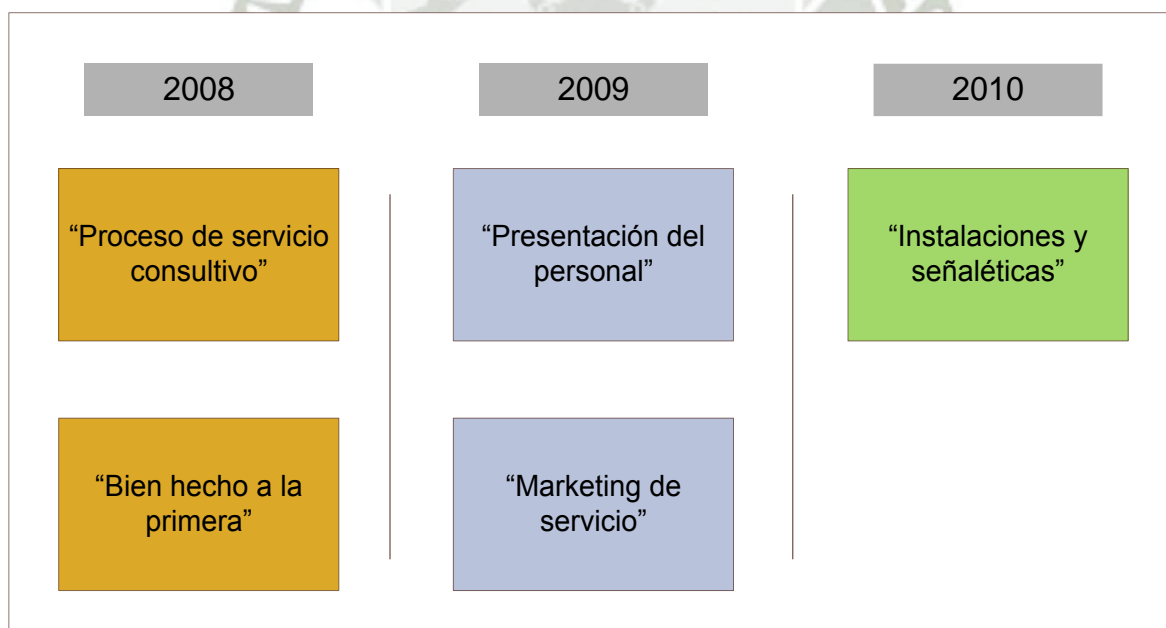 2008
2009
2010
“Proceso de servicio
consultivo”
“Presentación del
personal”
“Instalaciones y
señaléticas”
“Bien hecho a la
primera”
“Marketing de
servicio”